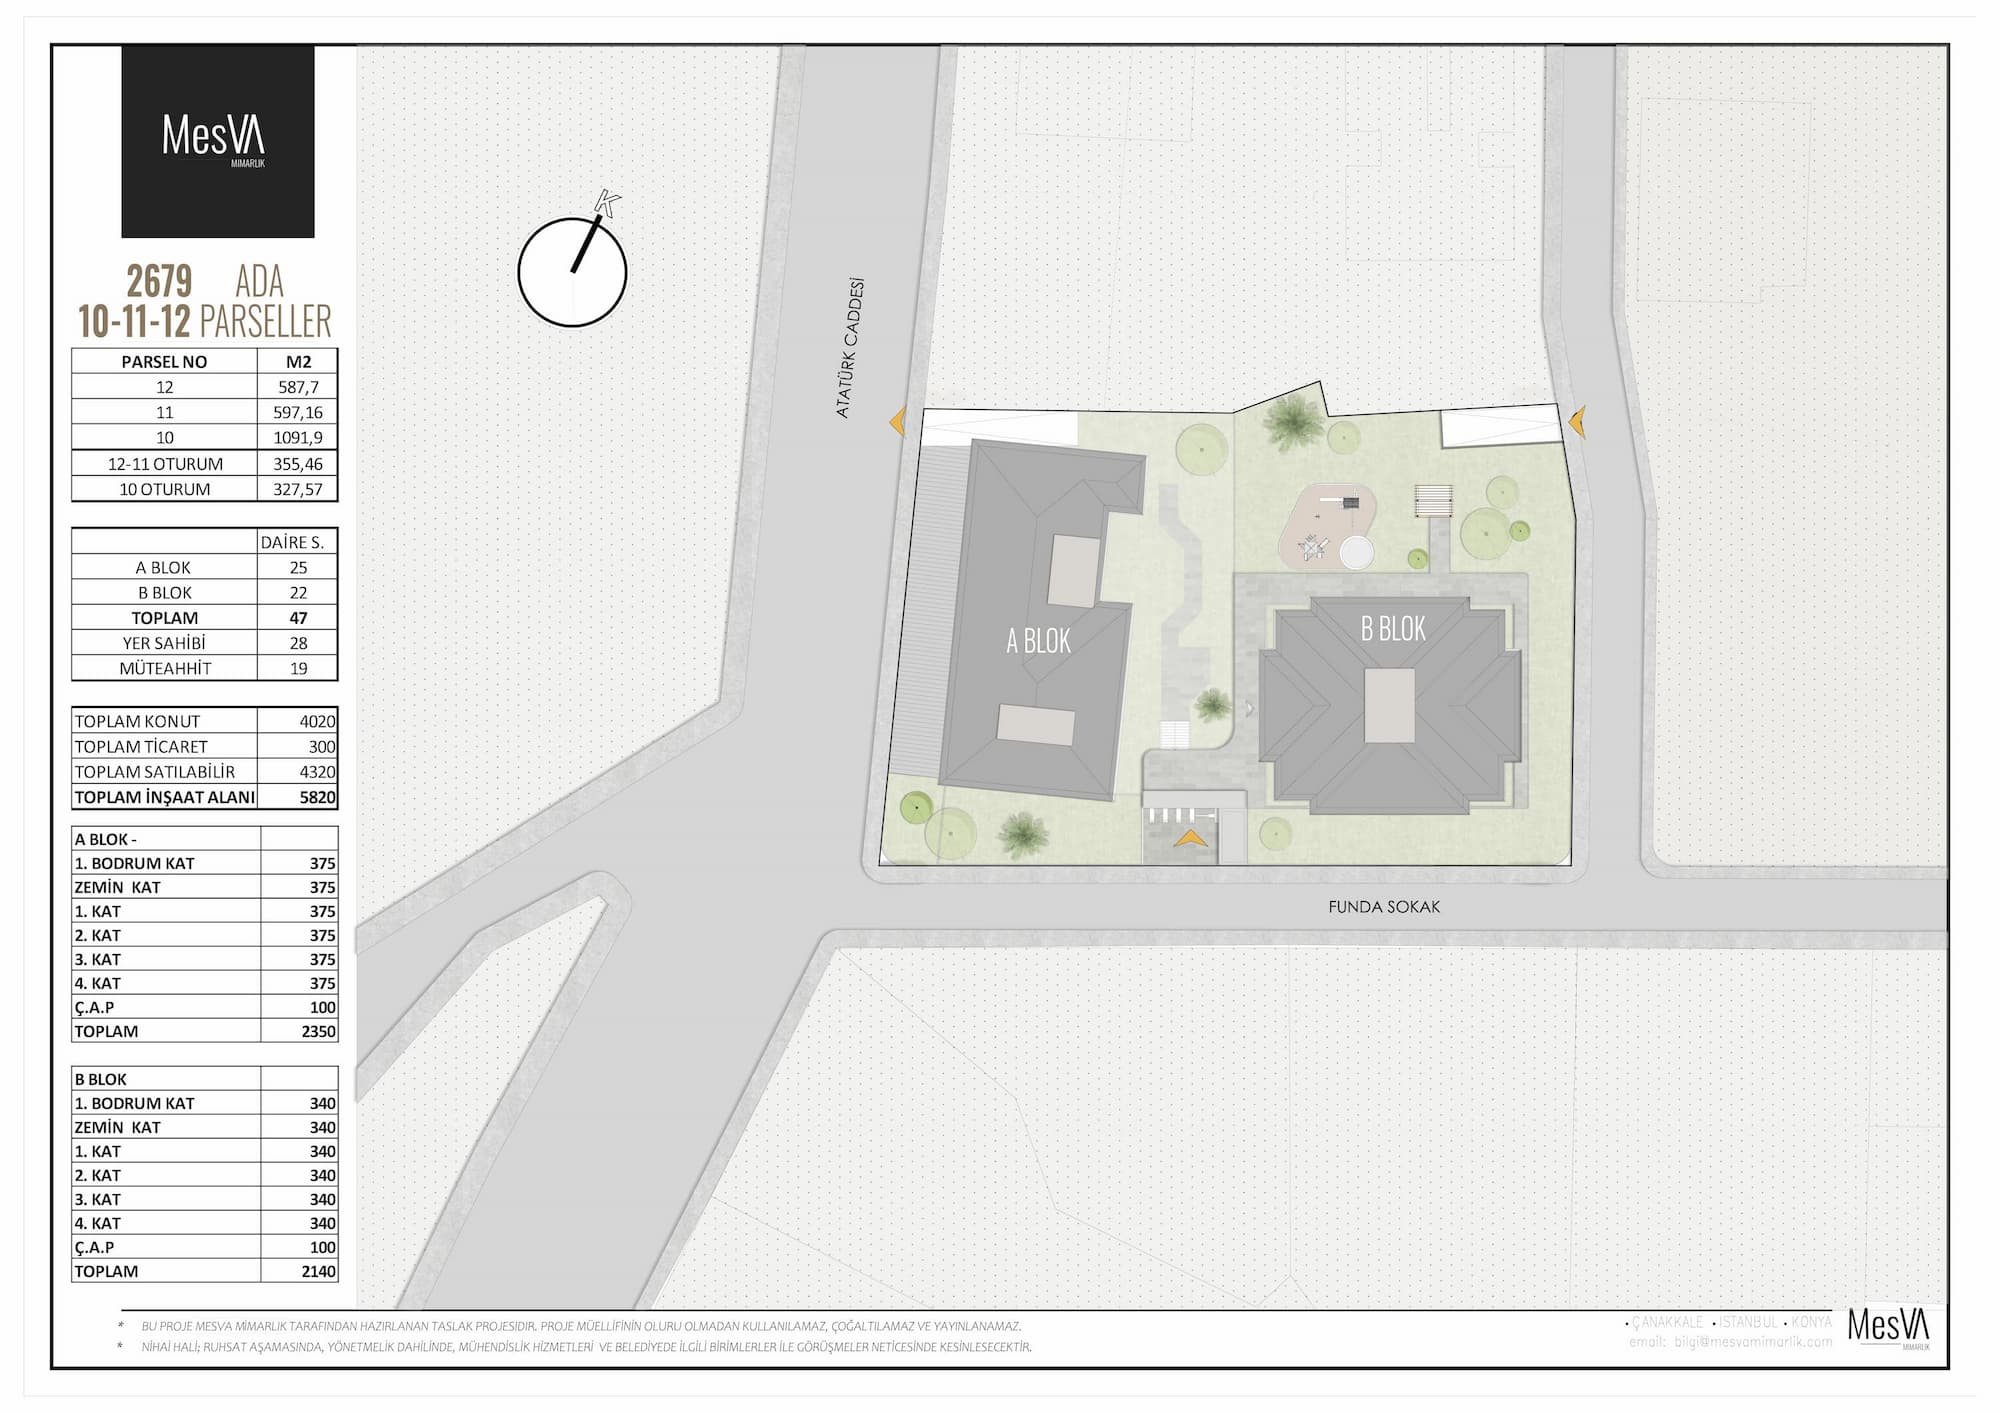 MesVA
MIMARLIK
2679 ADA
10-11-12 PARSELLER
PARSEL NO M2
12 587,7
11 597,16
10 1091,9
12-11 OTURUM 355,46
10 OTURUM 327,57
DAİRE S.
A BLOK 25
B BLOK 22
TOPLAM 47
YER SAHİBİ 28
MÜTEAHHİT 19
TOPLAM KONUT 4020
TOPLAM TİCARET 300
TOPLAM SATILABİLİR 4320
TOPLAM İNŞAAT ALANI 5820
A BLOK -
1. BODRUM KAT 375
ZEMİN KAT 375
1. KAT 375
2. KAT 375
3. KAT 375
4. KAT 375
Ç.A.P 100
TOPLAM 2350
B BLOK
1. BODRUM KAT 340
ZEMİN KAT 340
1. KAT 340
2. KAT 340
3. KAT 340
4. KAT 340
Ç.A.P 100
TOPLAM 2140
K
ATATÜRK CADDESİ
A BLOK
B BLOK
FUNDA SOKAK
* BU PROJE MESVA MİMARLIK TARAFINDAN HAZIRLANAN TASLAK PROJESIDIR. PROJE MÜELLİFİNİN OLURU OLMADAN KULLANILAMAZ, ÇOĞALTILAMAZ VE YAYINLANAMAZ.
* NİHAİ HALİ; RUHSAT AŞAMASINDA, YÖNETMELİK DAHİLİNDE, MÜHENDİSLİK HİZMETLERİ VE BELEDİYEDE İLGİLİ BİRİMLERLER İLE GÖRÜŞMELER NETİCESİNDE KESİNLESECEKTİR.
• ÇANAKKALE • İSTANBUL • KONYA
email: bilgi@mesvamimarlik.com
MesVA
MIMARLIK